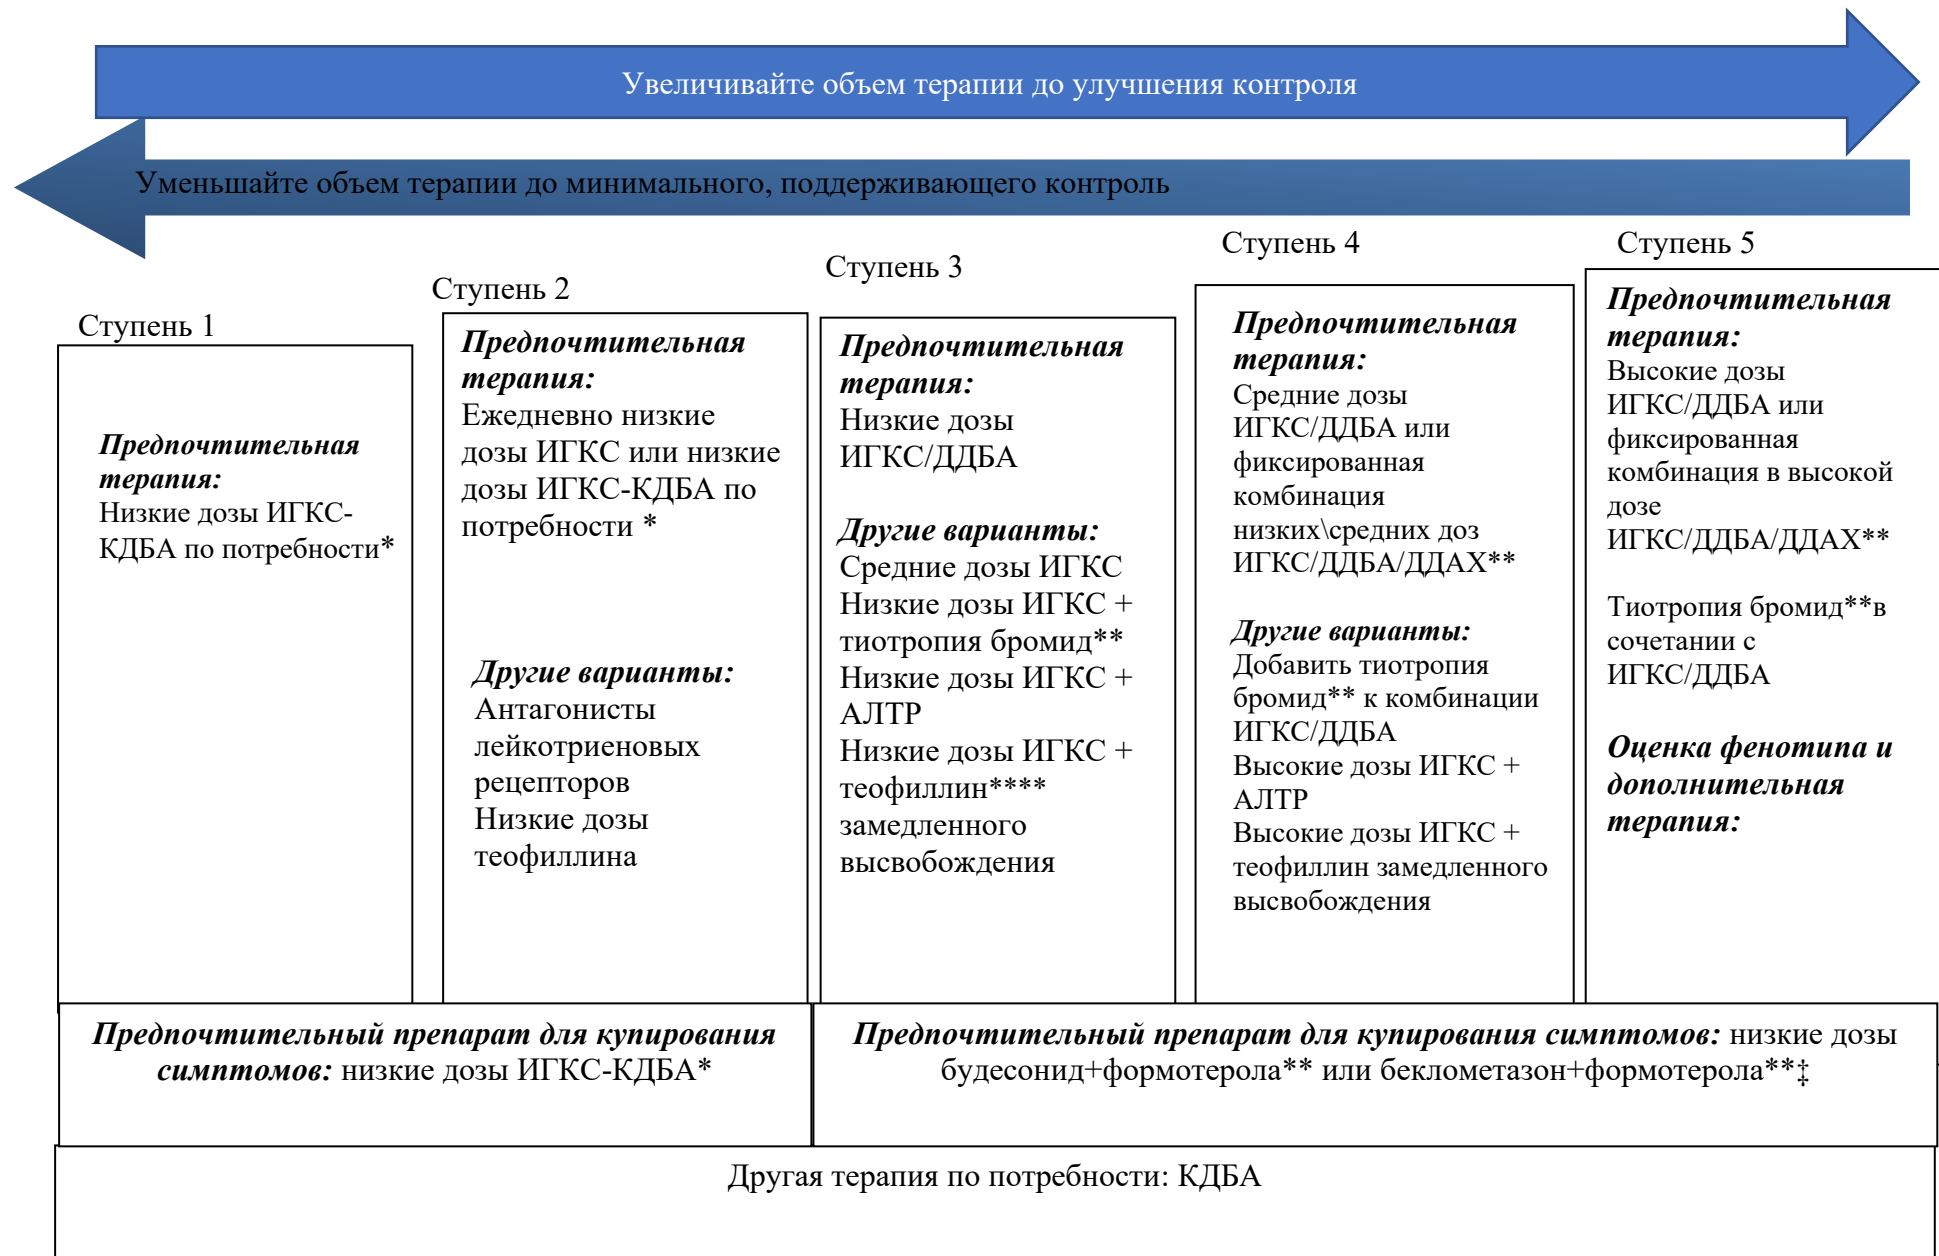 Увеличивайте объем терапии до улучшения контроля
Уменьшайте объем терапии до минимального, поддерживающего контроль
Ступень 1
Предпочтительная
терапия:
Низкие дозы ИГКС-
КДБА по потребности*
Ступень 2
Предпочтительная
терапия:
Ежедневно низкие
дозы ИГКС или низкие
дозы ИГКС-КДБА по
потребности *
Другие варианты:
Антагонисты
лейкотриеновых
рецепторов
Низкие дозы
теофиллина
Ступень 3
Предпочтительная
терапия:
Низкие дозы
ИГКС/ДДБА
Другие варианты:
Средние дозы ИГКС
Низкие дозы ИГКС +
тиотропия бромид**
Низкие дозы ИГКС +
АЛТР
Низкие дозы ИГКС +
теофиллин****
замедленного
высвобождения
Ступень 4
Предпочтительная
терапия:
Средние дозы
ИГКС/ДДБА или
фиксированная
комбинация
низких\средних доз
ИГКС/ДДБА/ДДАХ**
Другие варианты:
Добавить тиотропия
бромид** к комбинации
ИГКС/ДДБА
Высокие дозы ИГКС +
АЛТР
Высокие дозы ИГКС +
теофиллин замедленного
высвобождения
Ступень 5
Предпочтительная
терапия:
Высокие дозы
ИГКС/ДДБА или
фиксированная
комбинация в высокой
дозе
ИГКС/ДДБА/ДДАХ**
Тиотропия бромид**в
сочетании с
ИГКС/ДДБА
Оценка фенотипа и
дополнительная
терапия:
Предпочтительный препарат для купирования
симптомов: низкие дозы ИГКС-КДБА*
Предпочтительный препарат для купирования симптомов: низкие дозы
будесонид+формотерола** или беклометазон+формотерола**‡
Другая терапия по потребности: КДБА